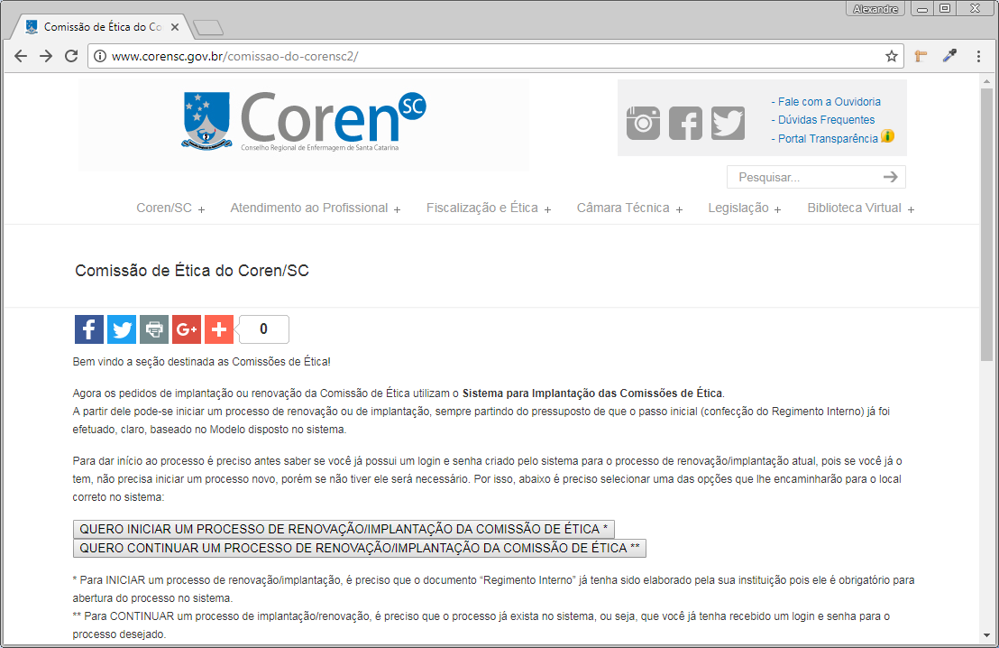 Alexandre
Comissão de Ética do Co
www.corensc.gov.br/comissao-do-corensc2/
Coren SC
Conselho Regional de Enfermagem de Santa Catarina
- Fale com a Ouvidoria
- Dúvidas Frequentes
- Portal Transparência
Pesquisar...
Coren/SC + Atendimento ao Profissional + Fiscalização e Ética + Câmara Técnica + Legislação + Biblioteca Virtual +
Comissão de Ética do Coren/SC
G+ 0
Bem vindo a seção destinada as Comissões de Ética!
Agora os pedidos de implantação ou renovação da Comissão de Ética utilizam o Sistema para Implantação das Comissões de Ética.
A partir dele pode-se iniciar um processo de renovação ou de implantação, sempre partindo do pressuposto de que o passo inicial (confecção do Regimento Interno) já foi
efetuado, claro, baseado no Modelo disposto no sistema.
Para dar início ao processo é preciso antes saber se você já possui um login e senha criado pelo sistema para o processo de renovação/implantação atual, pois se você já o
tem, não precisa iniciar um processo novo, porém se não tiver ele será necessário. Por isso, abaixo é preciso selecionar uma das opções que lhe encaminharão para o local
correto no sistema:
QUERO INICIAR UM PROCESSO DE RENOVAÇÃO/IMPLANTAÇÃO DA COMISSÃO DE ÉTICA *
QUERO CONTINUAR UM PROCESSO DE RENOVAÇÃO/IMPLANTAÇÃO DA COMISSÃO DE ÉTICA **
* Para INICIAR um processo de renovação/implantação, é preciso que o documento “Regimento Interno” já tenha sido elaborado pela sua instituição pois ele é obrigatório para
abertura do processo no sistema.
** Para CONTINUAR um processo de implantação/renovação, é preciso que o processo já exista no sistema, ou seja, que você já tenha recebido um login e senha para o
processo desejado.